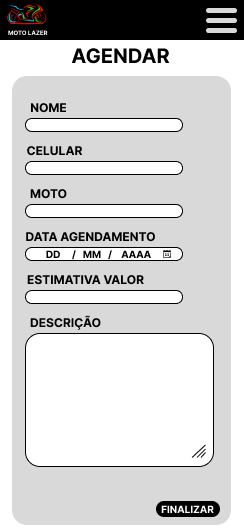 MOTO LAZER
AGENDAR
NOME
CELULAR
MOTO
DATA AGENDAMENTO
DD / MM / AAAA
ESTIMATIVA VALOR
DESCRIÇÃO
FINALIZAR